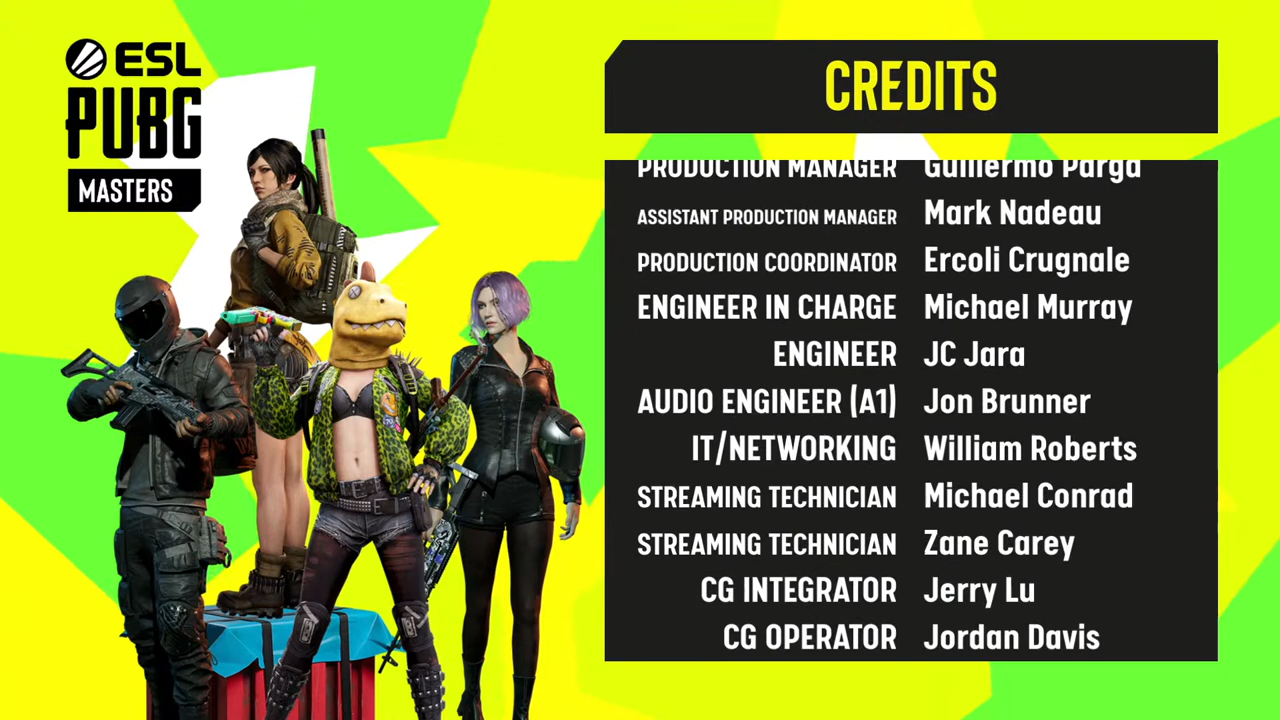 ESL
PUBG
MASTERS
CREDITS
PRODUCTION MANAGER Guillermo Parga
ASSISTANT PRODUCTION MANAGER Mark Nadeau
PRODUCTION COORDINATOR Ercoli Crugnale
ENGINEER IN CHARGE Michael Murray
ENGINEER JC Jara
AUDIO ENGINEER (A1) Jon Brunner
IT/NETWORKING William Roberts
STREAMING TECHNICIAN Michael Conrad
STREAMING TECHNICIAN Zane Carey
CG INTEGRATOR Jerry Lu
CG OPERATOR Jordan Davis